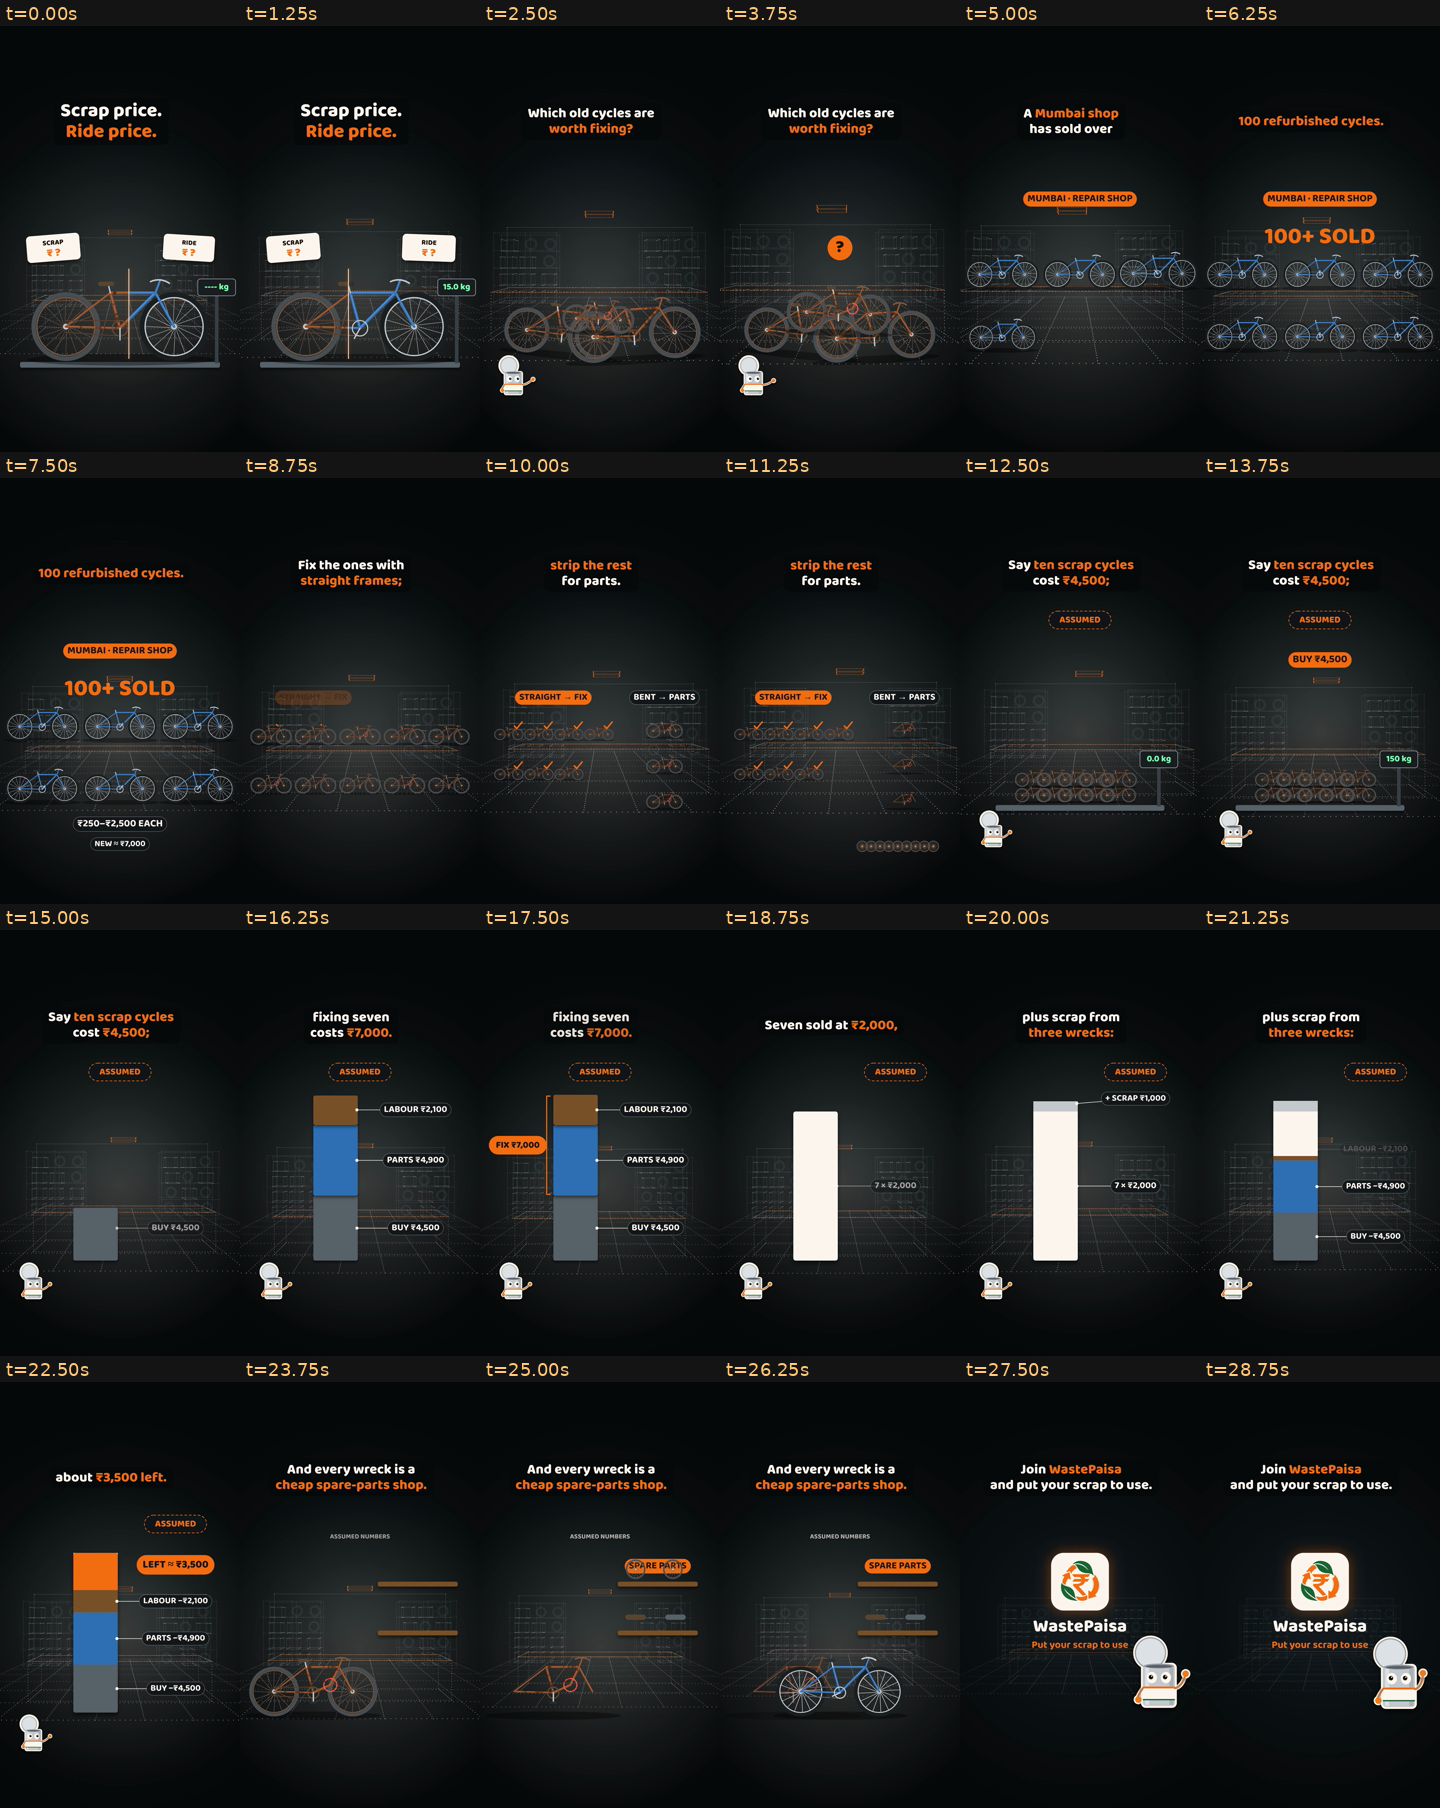 t=0.00s
Scrap price.
Ride price.
SCRAP
₹ ?
RIDE
₹ ?
---- kg
t=1.25s
Scrap price.
Ride price.
SCRAP
₹ ?
RIDE
₹ ?
15.0 kg
t=2.50s
Which old cycles are
worth fixing?
t=3.75s
Which old cycles are
worth fixing?
?
t=5.00s
A Mumbai shop
has sold over
MUMBAI · REPAIR SHOP
t=6.25s
100 refurbished cycles.
MUMBAI · REPAIR SHOP
100+ SOLD
t=7.50s
100 refurbished cycles.
MUMBAI · REPAIR SHOP
100+ SOLD
₹250–₹2,500 EACH
NEW ≈ ₹7,000
t=8.75s
Fix the ones with
straight frames;
STRAIGHT → FIX
t=10.00s
strip the rest
for parts.
STRAIGHT → FIX
BENT → PARTS
t=11.25s
strip the rest
for parts.
STRAIGHT → FIX
BENT → PARTS
t=12.50s
Say ten scrap cycles
cost ₹4,500;
ASSUMED
0.0 kg
t=13.75s
Say ten scrap cycles
cost ₹4,500;
ASSUMED
BUY ₹4,500
150 kg
t=15.00s
Say ten scrap cycles
cost ₹4,500;
ASSUMED
BUY ₹4,500
t=16.25s
fixing seven
costs ₹7,000.
ASSUMED
LABOUR ₹2,100
PARTS ₹4,900
BUY ₹4,500
t=17.50s
fixing seven
costs ₹7,000.
ASSUMED
LABOUR ₹2,100
FIX ₹7,000
PARTS ₹4,900
BUY ₹4,500
t=18.75s
Seven sold at ₹2,000,
ASSUMED
7 × ₹2,000
t=20.00s
plus scrap from
three wrecks:
ASSUMED
+ SCRAP ₹1,000
7 × ₹2,000
t=21.25s
plus scrap from
three wrecks:
ASSUMED
LABOUR −₹2,100
PARTS −₹4,900
BUY −₹4,500
t=22.50s
about ₹3,500 left.
ASSUMED
LEFT ≈ ₹3,500
LABOUR −₹2,100
PARTS −₹4,900
BUY −₹4,500
t=23.75s
And every wreck is a
cheap spare-parts shop.
ASSUMED NUMBERS
t=25.00s
And every wreck is a
cheap spare-parts shop.
ASSUMED NUMBERS
SPARE PARTS
t=26.25s
And every wreck is a
cheap spare-parts shop.
ASSUMED NUMBERS
SPARE PARTS
t=27.50s
Join WastePaisa
and put your scrap to use.
WastePaisa
Put your scrap to use
t=28.75s
Join WastePaisa
and put your scrap to use.
WastePaisa
Put your scrap to use